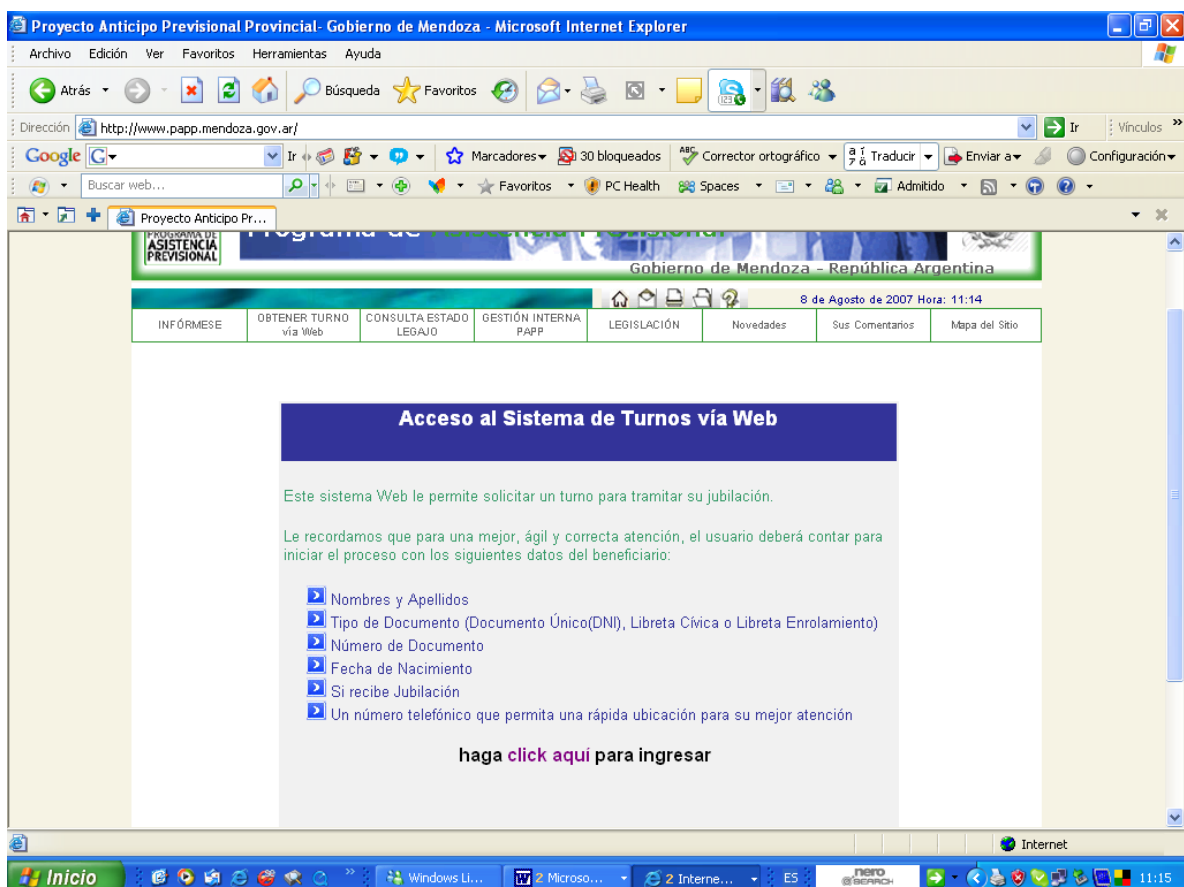 Proyecto Anticipo Previsional Provincial- Gobierno de Mendoza - Microsoft Internet Explorer
Archivo Edición Ver Favoritos Herramientas Ayuda
Atrás Búsqueda Favoritos
Dirección http://www.papp.mendoza.gov.ar/ Ir Vínculos »
Google G Ir Marcadores 30 bloqueados ABC Corrector ortográfico Traducir Enviar a Configuración
Buscar web... Favoritos PC Health Spaces Admitido
Proyecto Anticipo Pr...
PROGRAMA DE
ASISTENCIA
PREVISIONAL
Programa de Asistencia Previsional
Gobierno de Mendoza - República Argentina
8 de Agosto de 2007 Hora: 11:14
INFÓRMESE
OBTENER TURNO
vía Web
CONSULTA ESTADO
LEGAJO
GESTIÓN INTERNA
PAPP
LEGISLACIÓN
Novedades
Sus Comentarios
Mapa del Sitio
Acceso al Sistema de Turnos vía Web
Este sistema Web le permite solicitar un turno para tramitar su jubilación.
Le recordamos que para una mejor, ágil y correcta atención, el usuario deberá contar para
iniciar el proceso con los siguientes datos del beneficiario:
Nombres y Apellidos
Tipo de Documento (Documento Único(DNI), Libreta Cívica o Libreta Enrolamiento)
Número de Documento
Fecha de Nacimiento
Si recibe Jubilación
Un número telefónico que permita una rápida ubicación para su mejor atención
haga click aquí para ingresar
Internet
Inicio » Windows Li... 2 Microso... 2 Interne... ES nero SEARCH 11:15